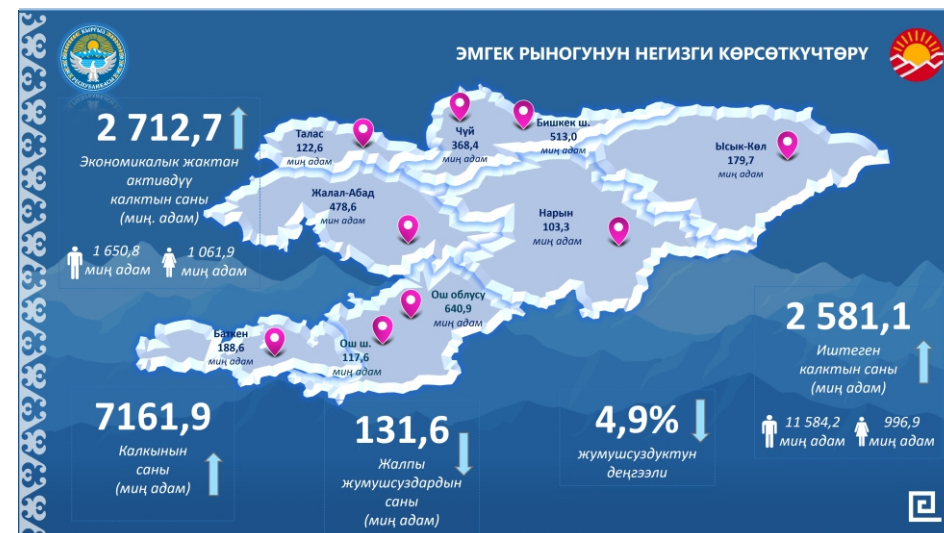 ЭМГЕК РЫНОГУНУН НЕГИЗГИ КӨРСӨТКҮЧТӨРҮ
2 712,7
Экономикалык жактан
активдүү
калктын саны
(миң. адам)
1 650,8
миң адам
1 061,9
миң адам
Талас
122,6
миң адам
Чүй
368,4
миң адам
Бишкек ш.
513,0
миң адам
Ысык-Көл
179,7
миң адам
Жалал-Абад
478,6
мин адам
Нарын
103,3
миң адам
Ош облусу
640,9
миң адам
Баткен
188,6
миң адам
Ош ш.
117,6
миң адам
2 581,1
Иштеген
калктын саны
(миң адам)
11 584,2
миң адам
996,9
миң адам
7161,9
Калкынын
саны
(миң адам)
131,6
Жалпы
жумушсуздардын
саны
(миң адам)
4,9%
жумушсуздуктун
деңгээли